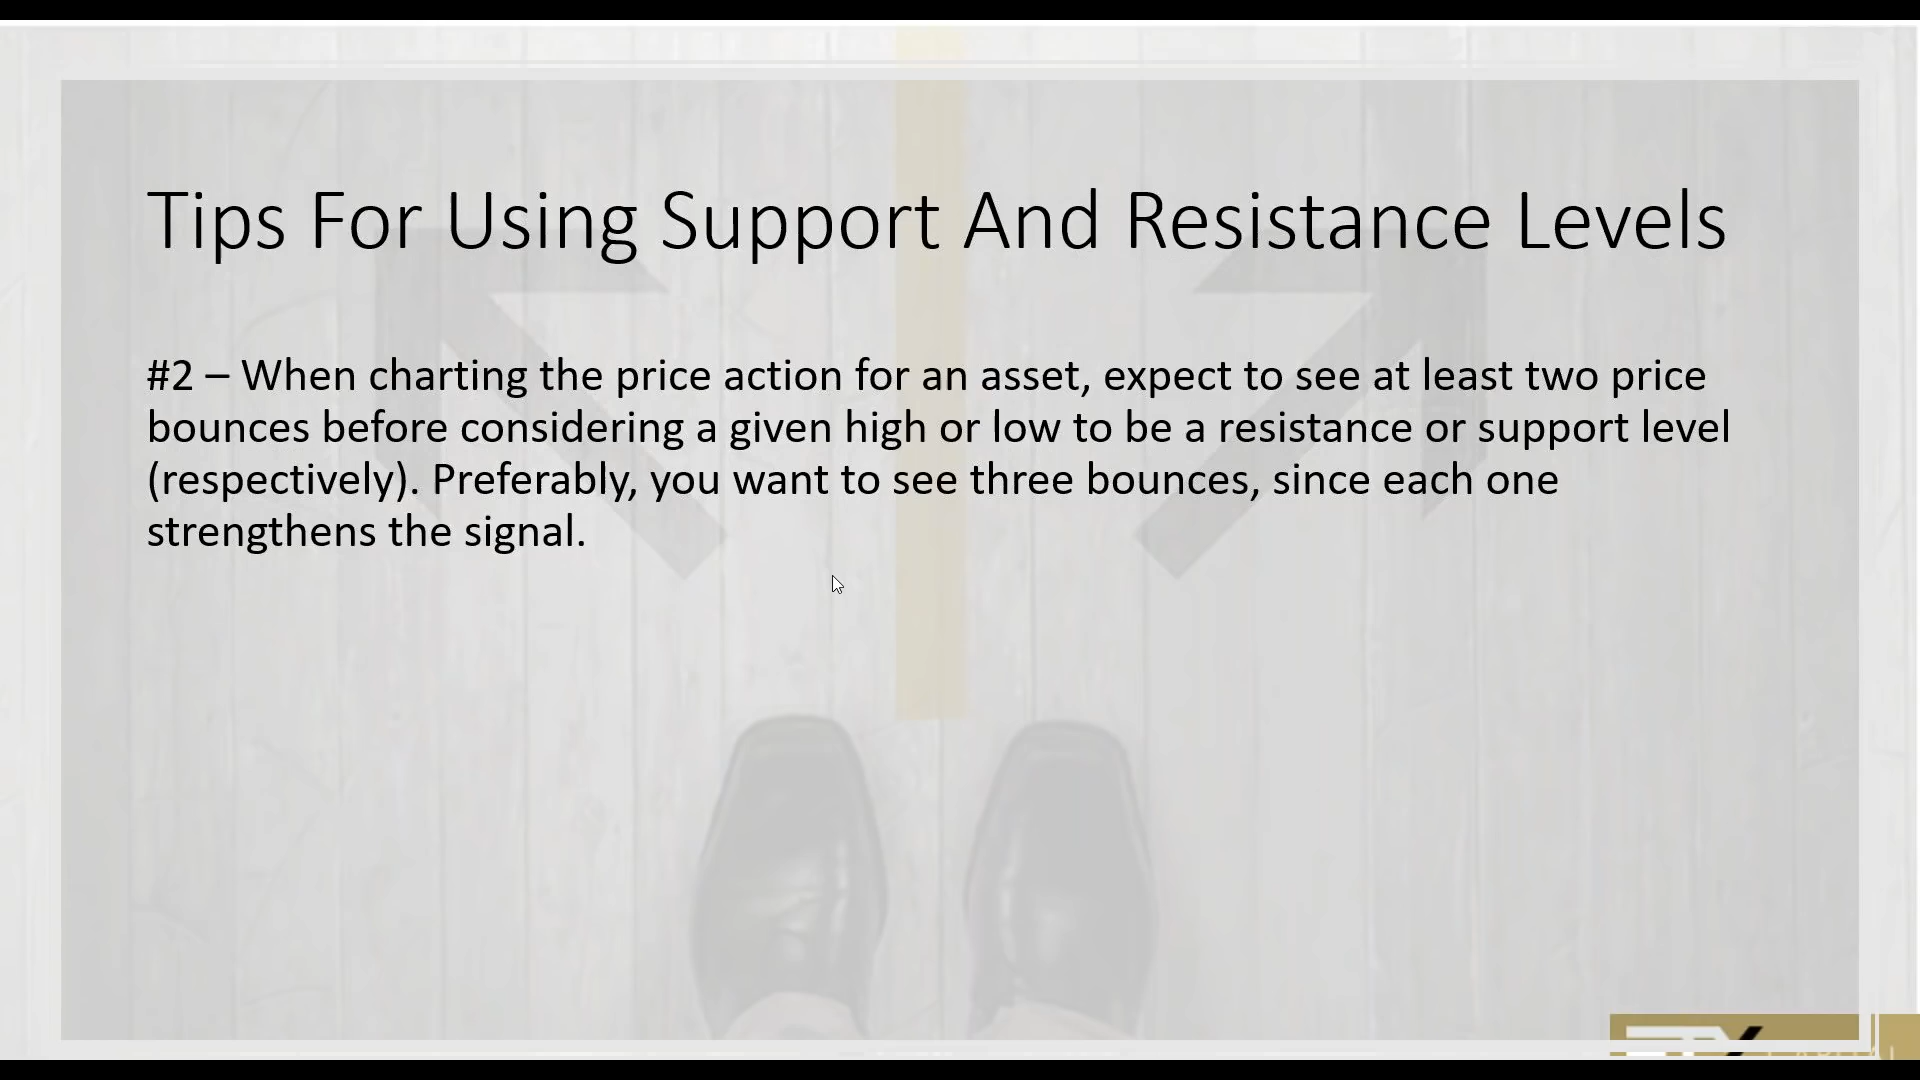 Tips For Using Support And Resistance Levels
#2 – When charting the price action for an asset, expect to see at least two price
bounces before considering a given high or low to be a resistance or support level
(respectively). Preferably, you want to see three bounces, since each one
strengthens the signal.